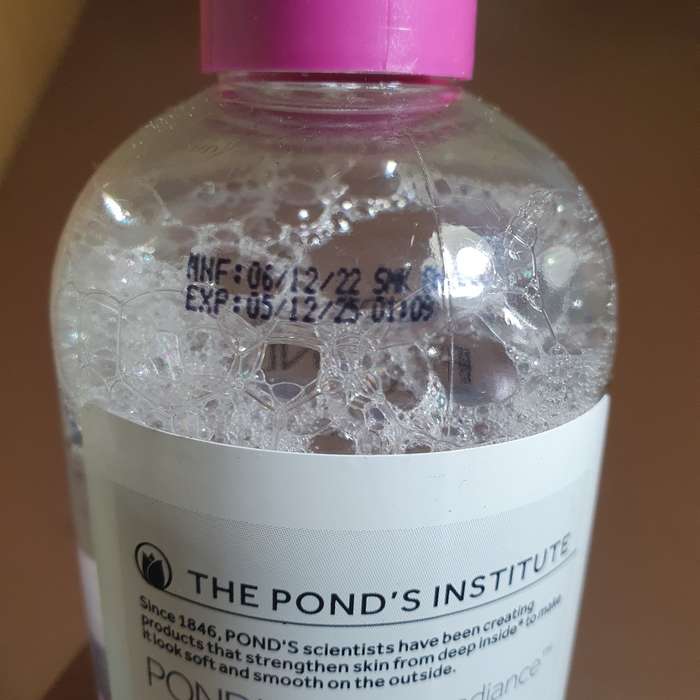 MNF:06/12/22 SMK
EXP:05/12/25 01:09
THE POND'S INSTITUTE
Since 1846, POND'S scientists have been creating
products that strengthen skin from deep inside* to make
it look soft and smooth on the outside.
POND'
diance™